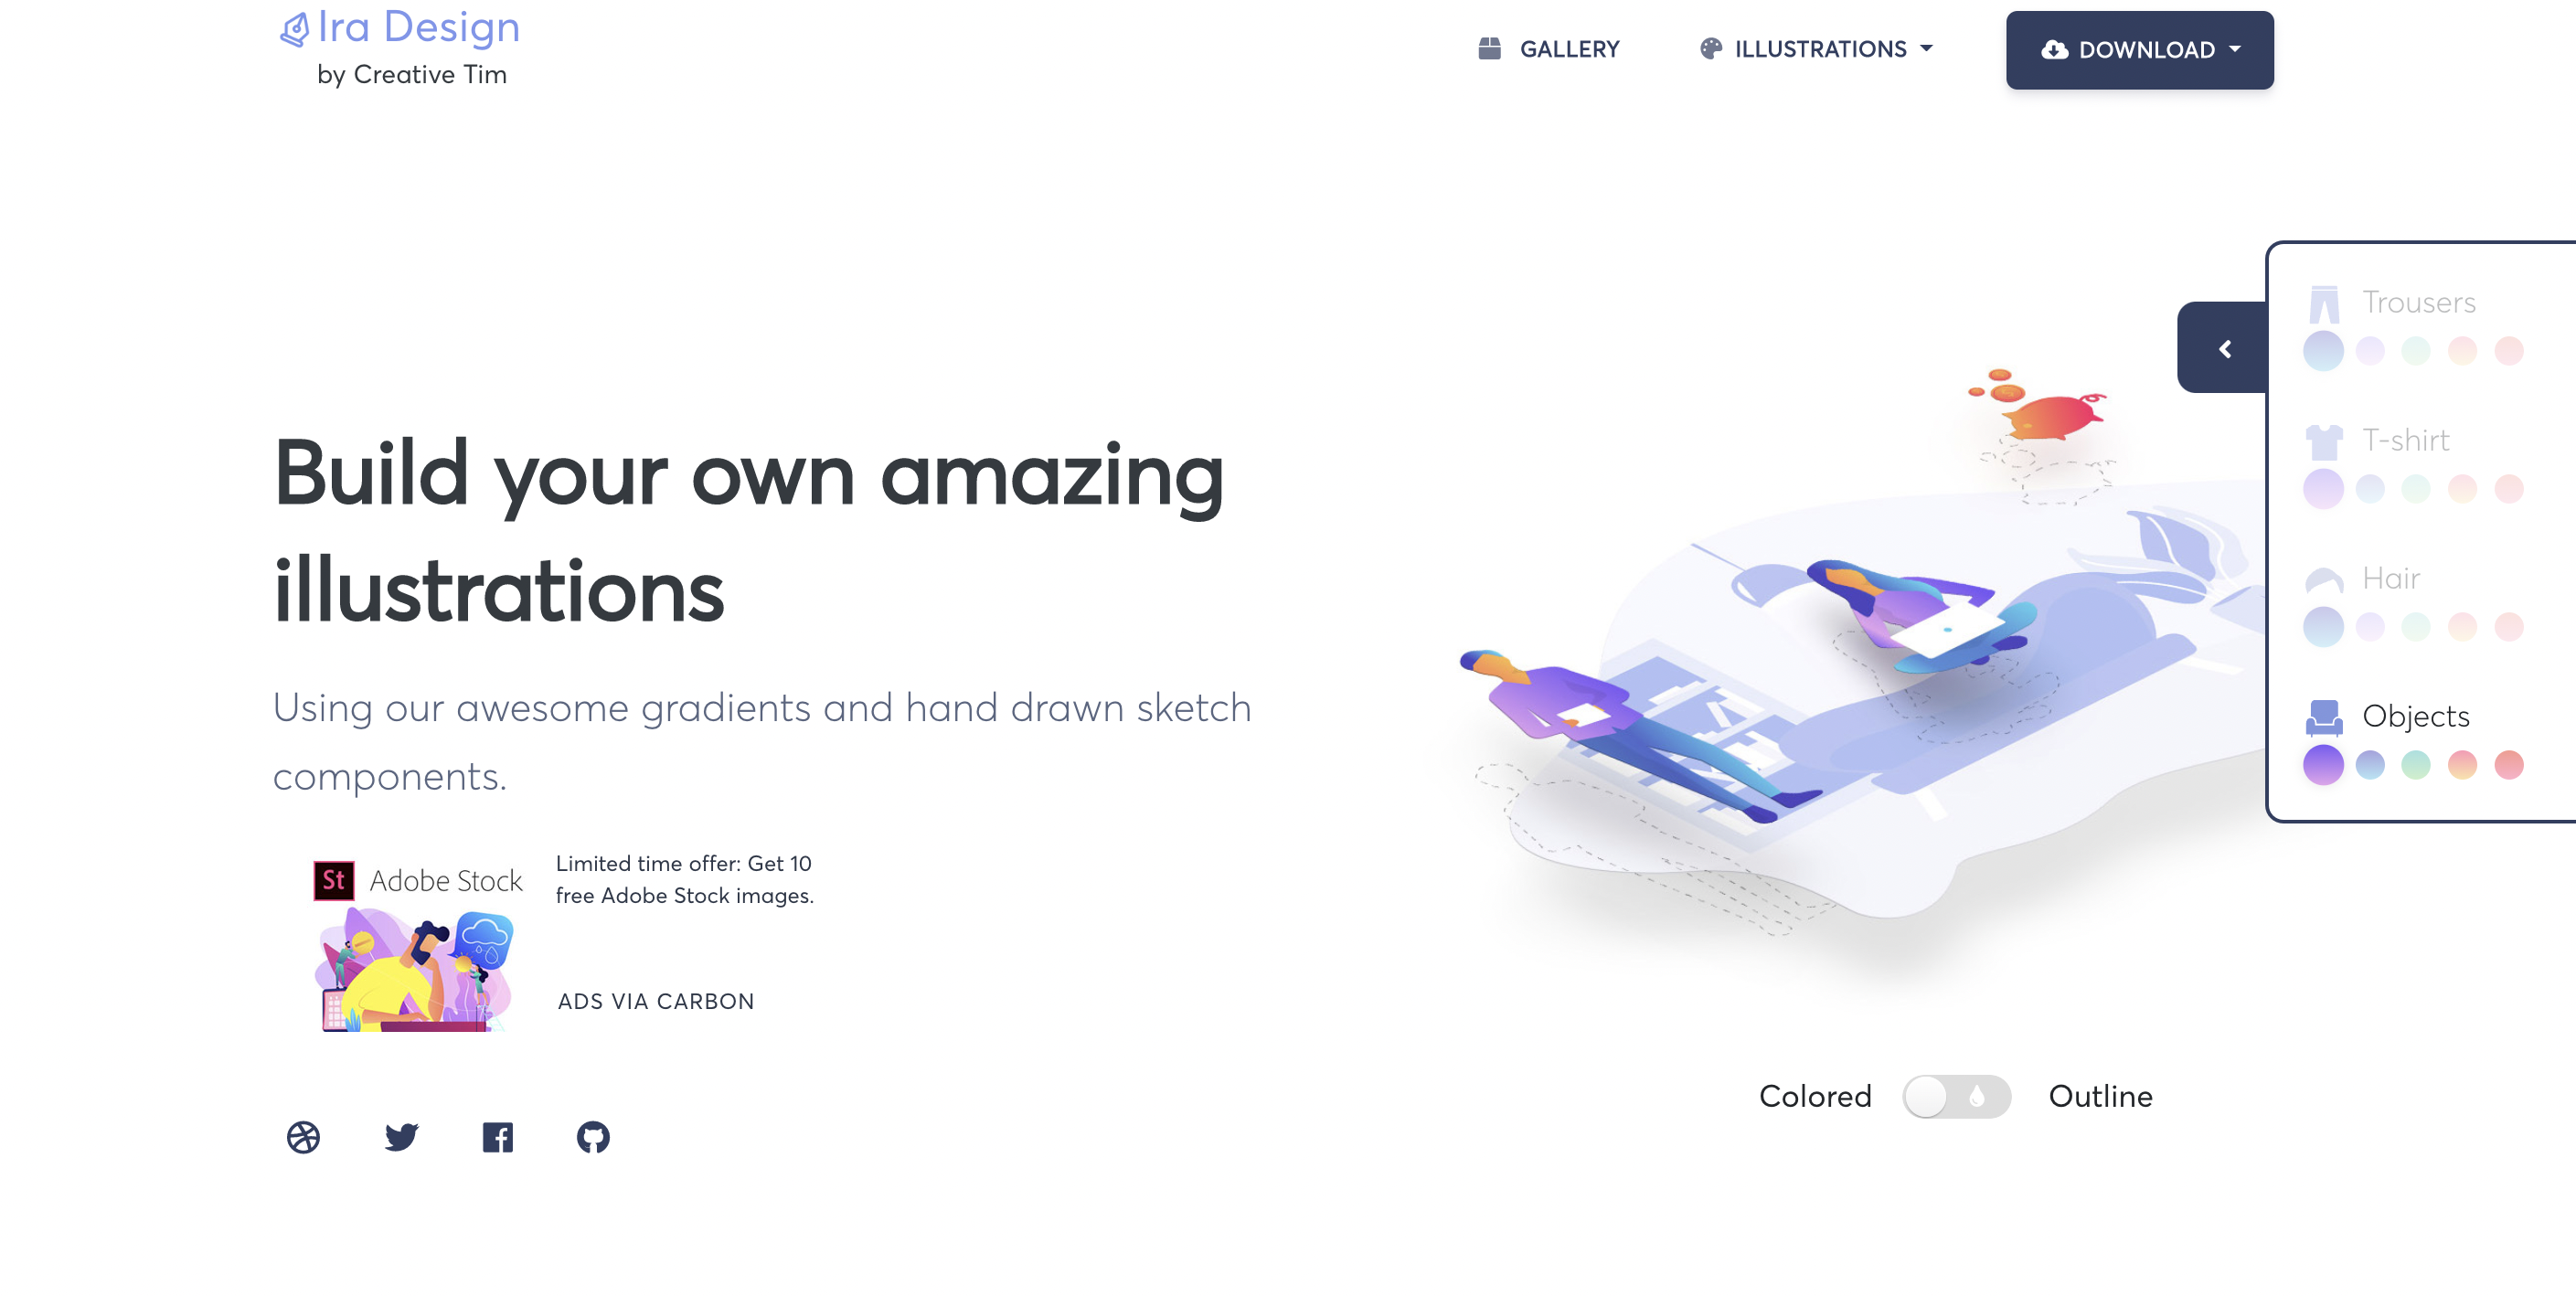 Ira Design
by Creative Tim
GALLERY
ILLUSTRATIONS
DOWNLOAD
Build your own amazing
illustrations
Using our awesome gradients and hand drawn sketch
components.
St Adobe Stock
Limited time offer: Get 10
free Adobe Stock images.
ADS VIA CARBON
Trousers
T-shirt
Hair
Objects
Colored
Outline